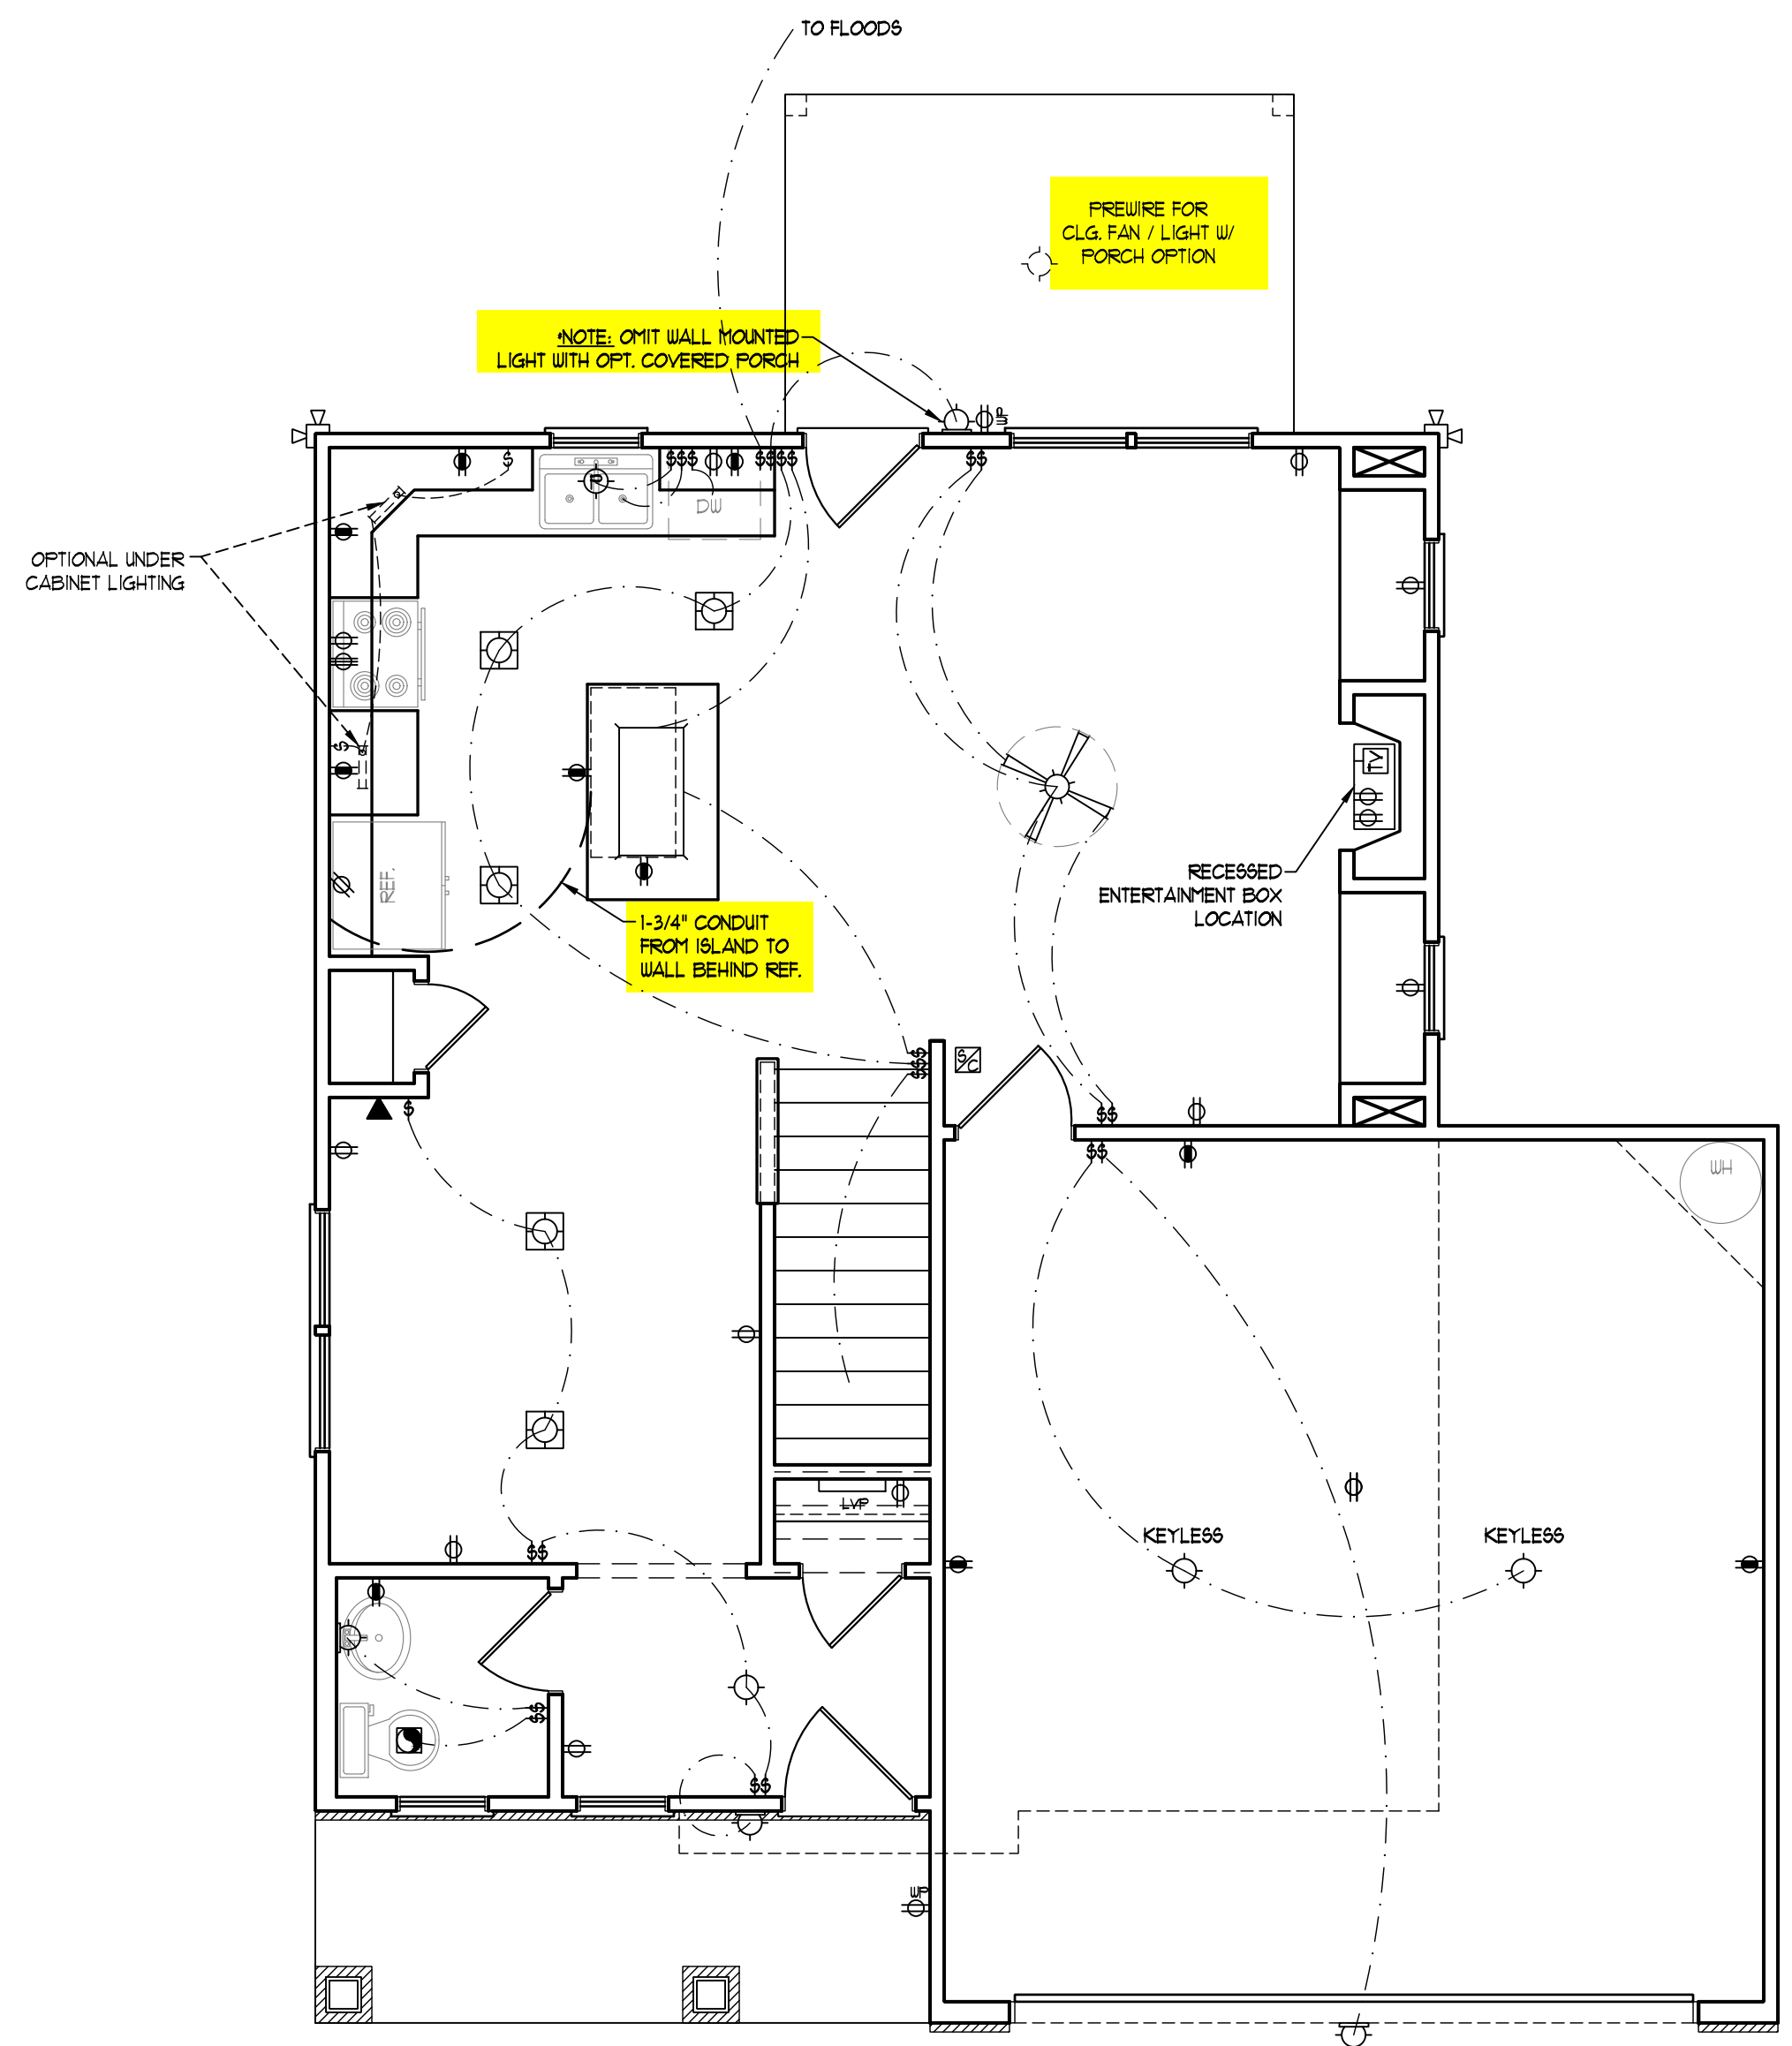 TO FLOODS
PREWIRE FOR
CLG. FAN / LIGHT W/
PORCH OPTION
*NOTE: OMIT WALL MOUNTED
LIGHT WITH OPT. COVERED PORCH
WP
$
$$$
$$$$
$$
P
DW
OPTIONAL UNDER
CABINET LIGHTING
$
TV
REF.
RECESSED
ENTERTAINMENT BOX
LOCATION
1-3/4" CONDUIT
FROM ISLAND TO
WALL BEHIND REF.
$$$
S/C
$
$$
$$
WH
LVP
KEYLESS
KEYLESS
$$
$$
$$
WP